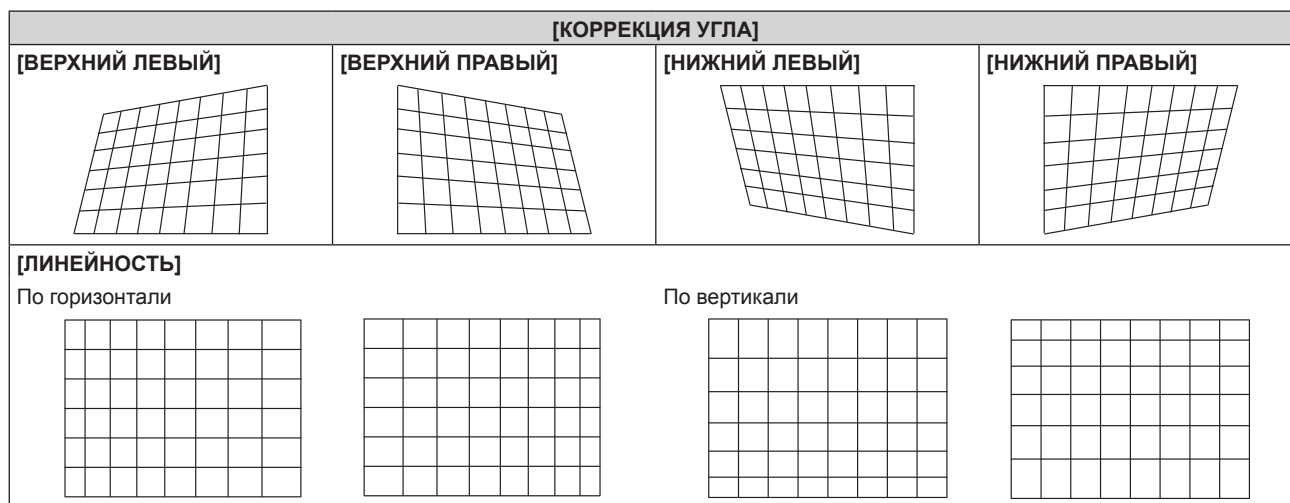 [КОРРЕКЦИЯ УГЛА]
[ВЕРХНИЙ ЛЕВЫЙ]
[ВЕРХНИЙ ПРАВЫЙ]
[НИЖНИЙ ЛЕВЫЙ]
[НИЖНИЙ ПРАВЫЙ]
[ЛИНЕЙНОСТЬ]
По горизонтали
По вертикали